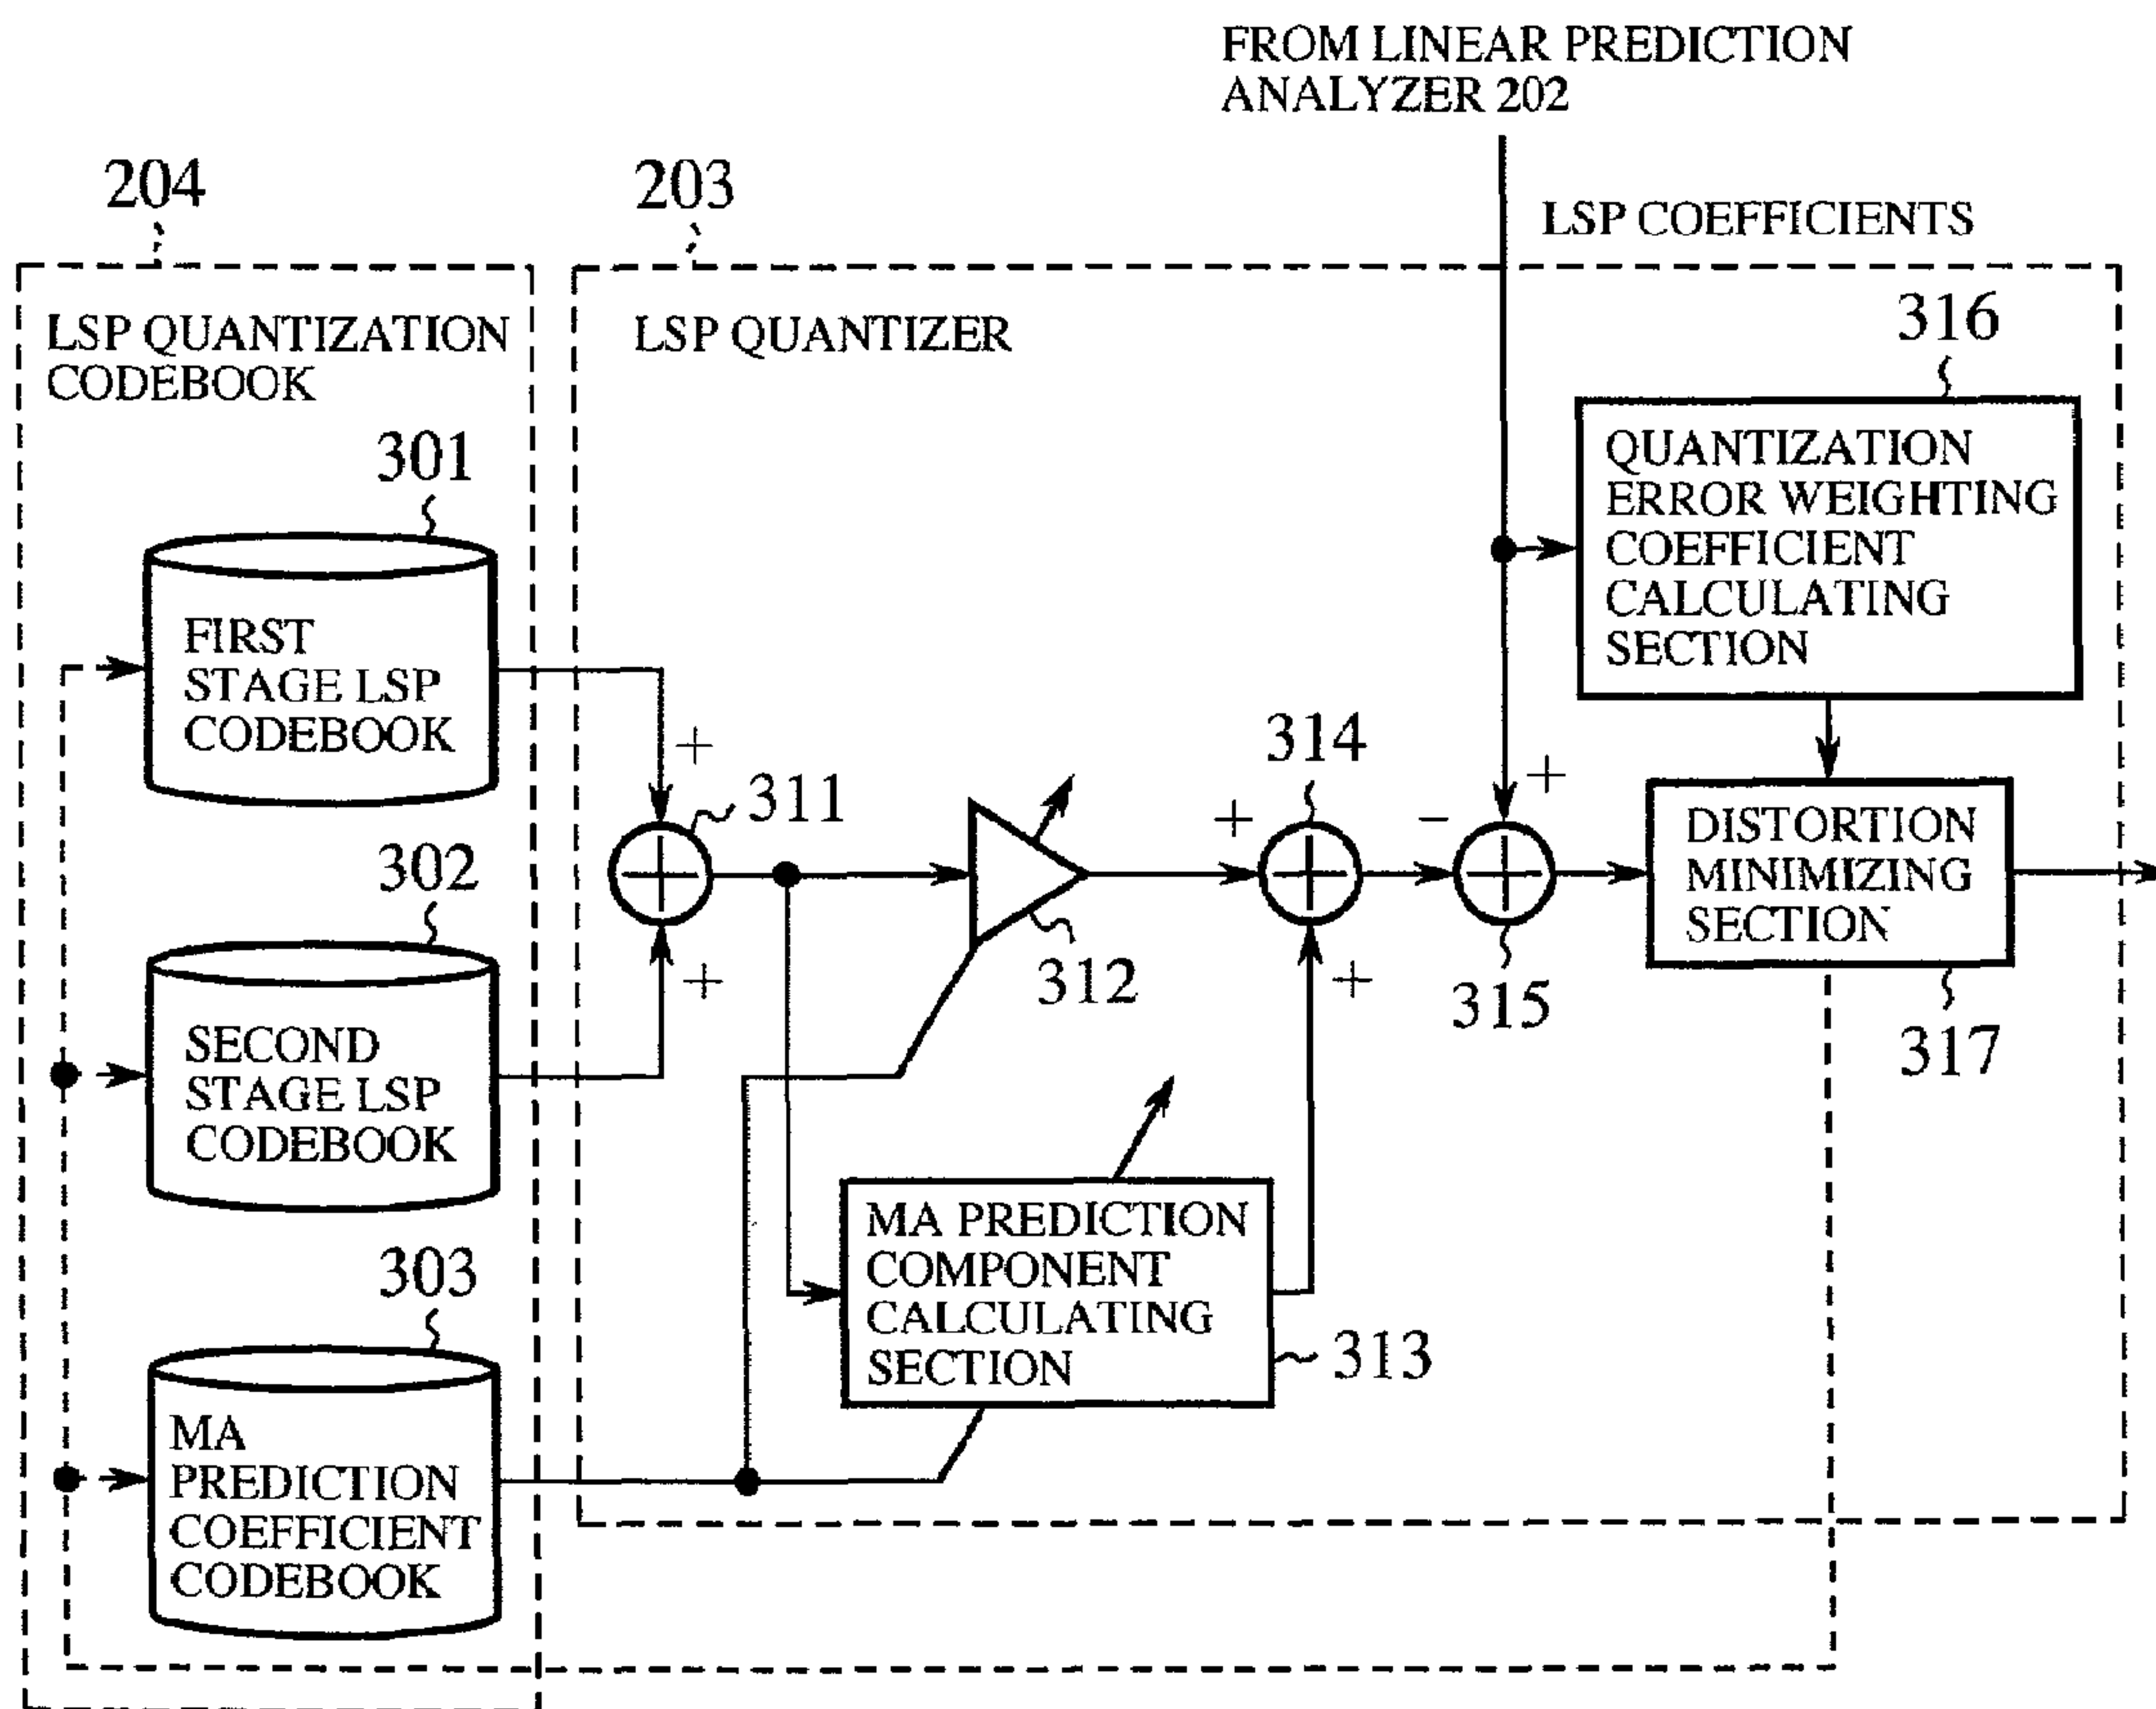 FROM LINEAR PREDICTION
ANALYZER 202
204
203
LSP COEFFICIENTS
LSP QUANTIZATION
CODEBOOK
LSP QUANTIZER
316
301
QUANTIZATION
ERROR WEIGHTING
COEFFICIENT
CALCULATING
SECTION
FIRST
STAGE LSP
CODEBOOK
+
311
314
+
+
−
DISTORTION
MINIMIZING
SECTION
302
+
312
+
315
317
SECOND
STAGE LSP
CODEBOOK
MA PREDICTION
COMPONENT
CALCULATING
SECTION
313
303
MA
PREDICTION
COEFFICIENT
CODEBOOK